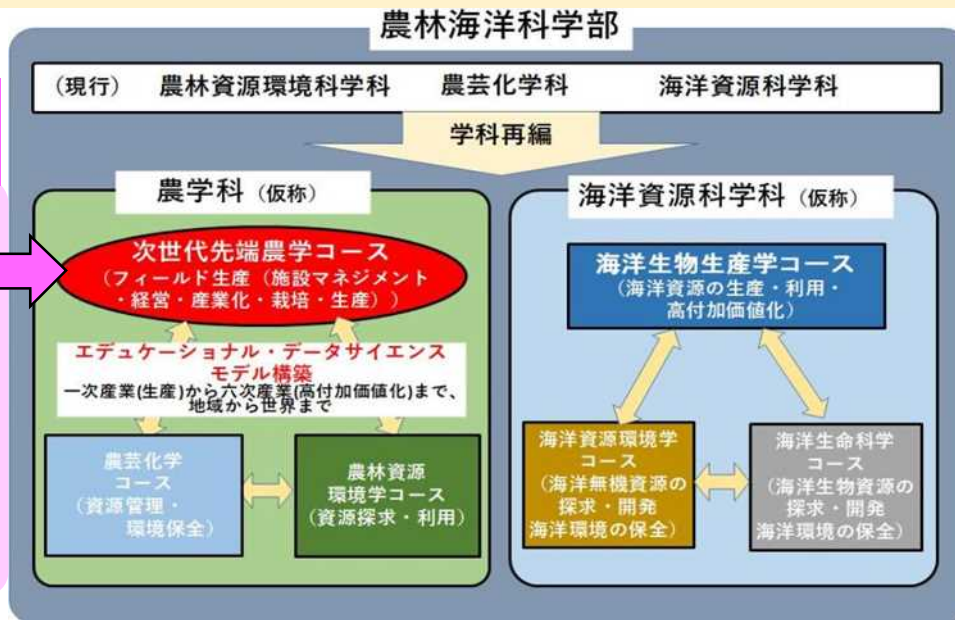 農林海洋科学部
（現行） 農林資源環境科学科 農芸化学科 海洋資源科学科
学科再編
農学科（仮称）
次世代先端農学コース
（フィールド生産（施設マネジメント
・経営・産業化・栽培・生産））
エデュケーショナル・データサイエンス
モデル構築
一次産業(生産)から六次産業(高付加価値化)まで、
地域から世界まで
農芸化学
コース
（資源管理・
環境保全）
農林資源
環境学コース
（資源探求・利用）
海洋資源科学科（仮称）
海洋生物生産学コース
（海洋資源の生産・利用・
高付加価値化）
海洋資源環境学
コース
（海洋無機資源の
探求・開発
海洋環境の保全）
海洋生命科学
コース
（海洋生物資源の
探求・開発
海洋環境の保全）